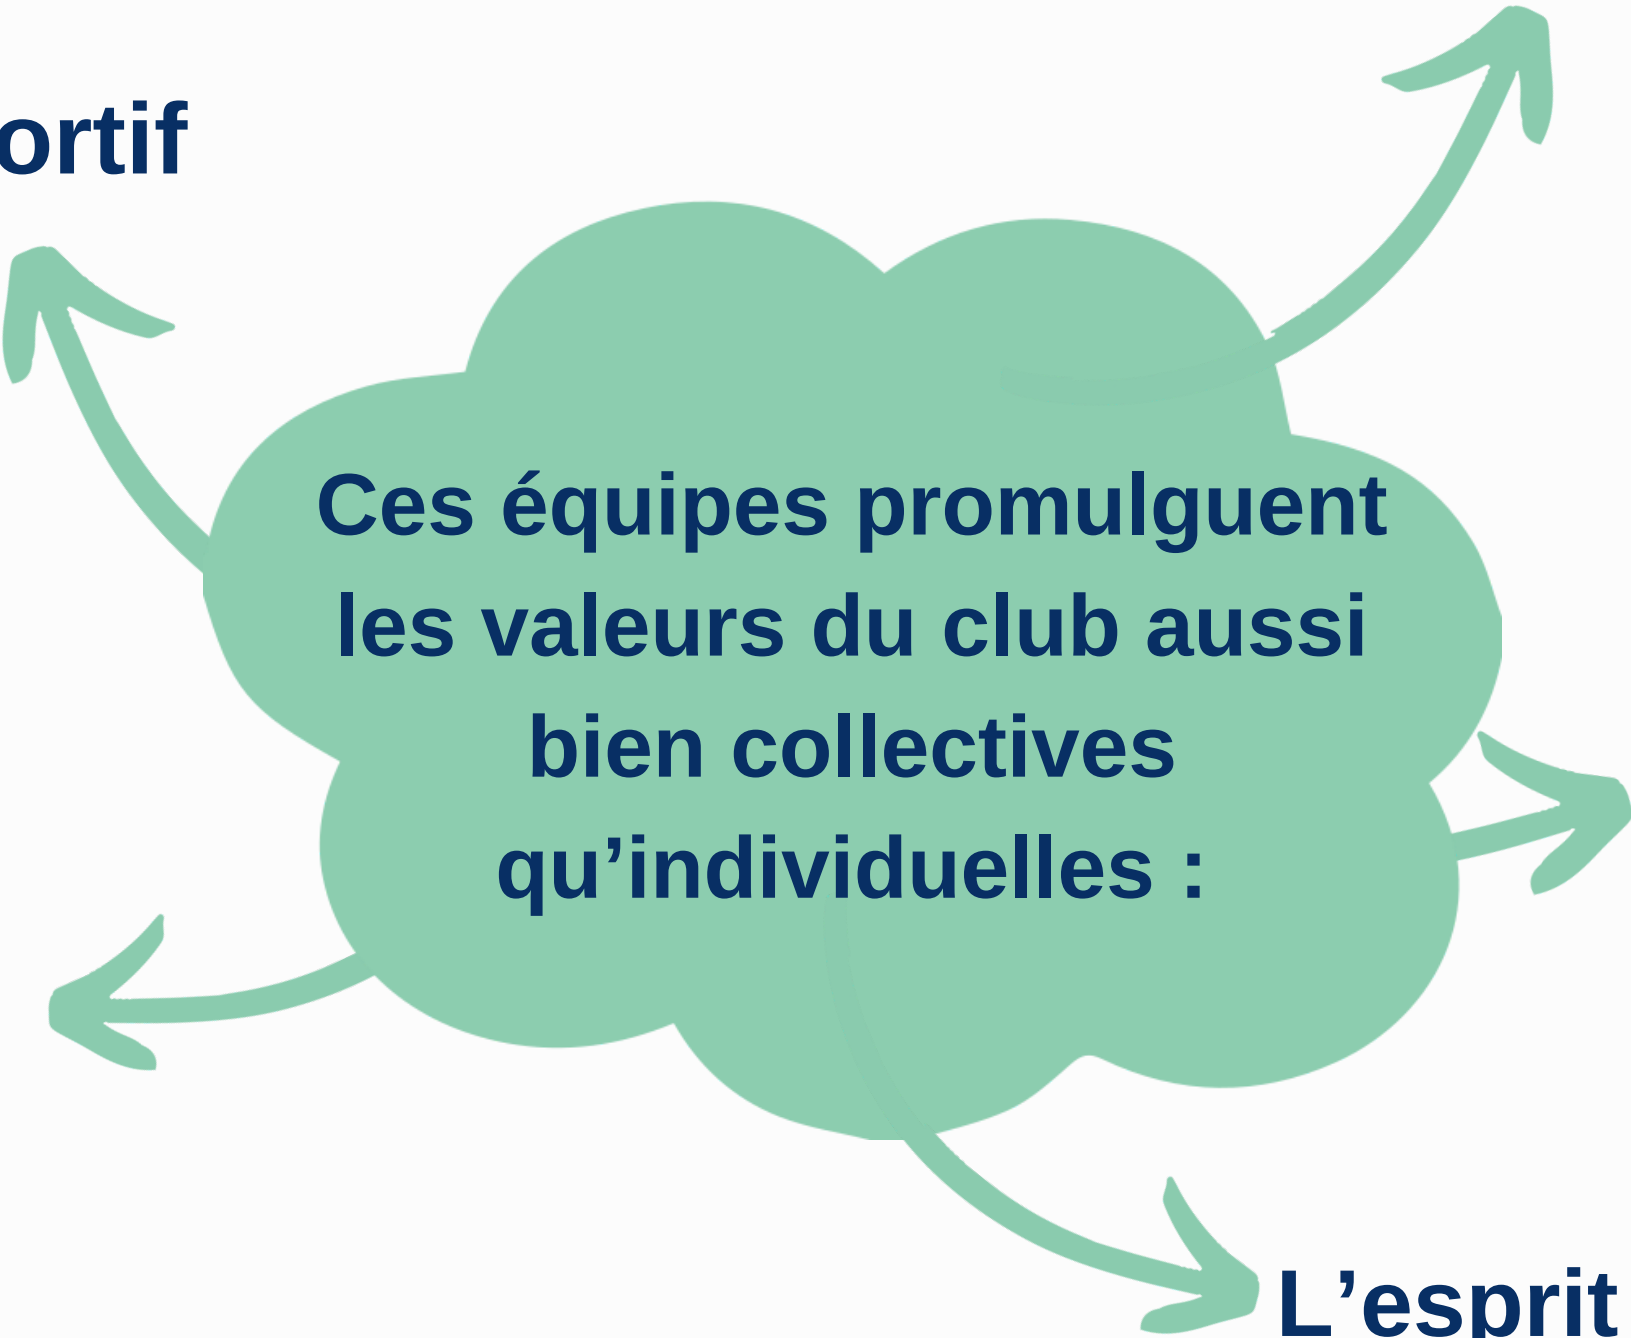 ortif
Ces équipes promulguent
les valeurs du club aussi
bien collectives
qu’individuelles :
L’esprit